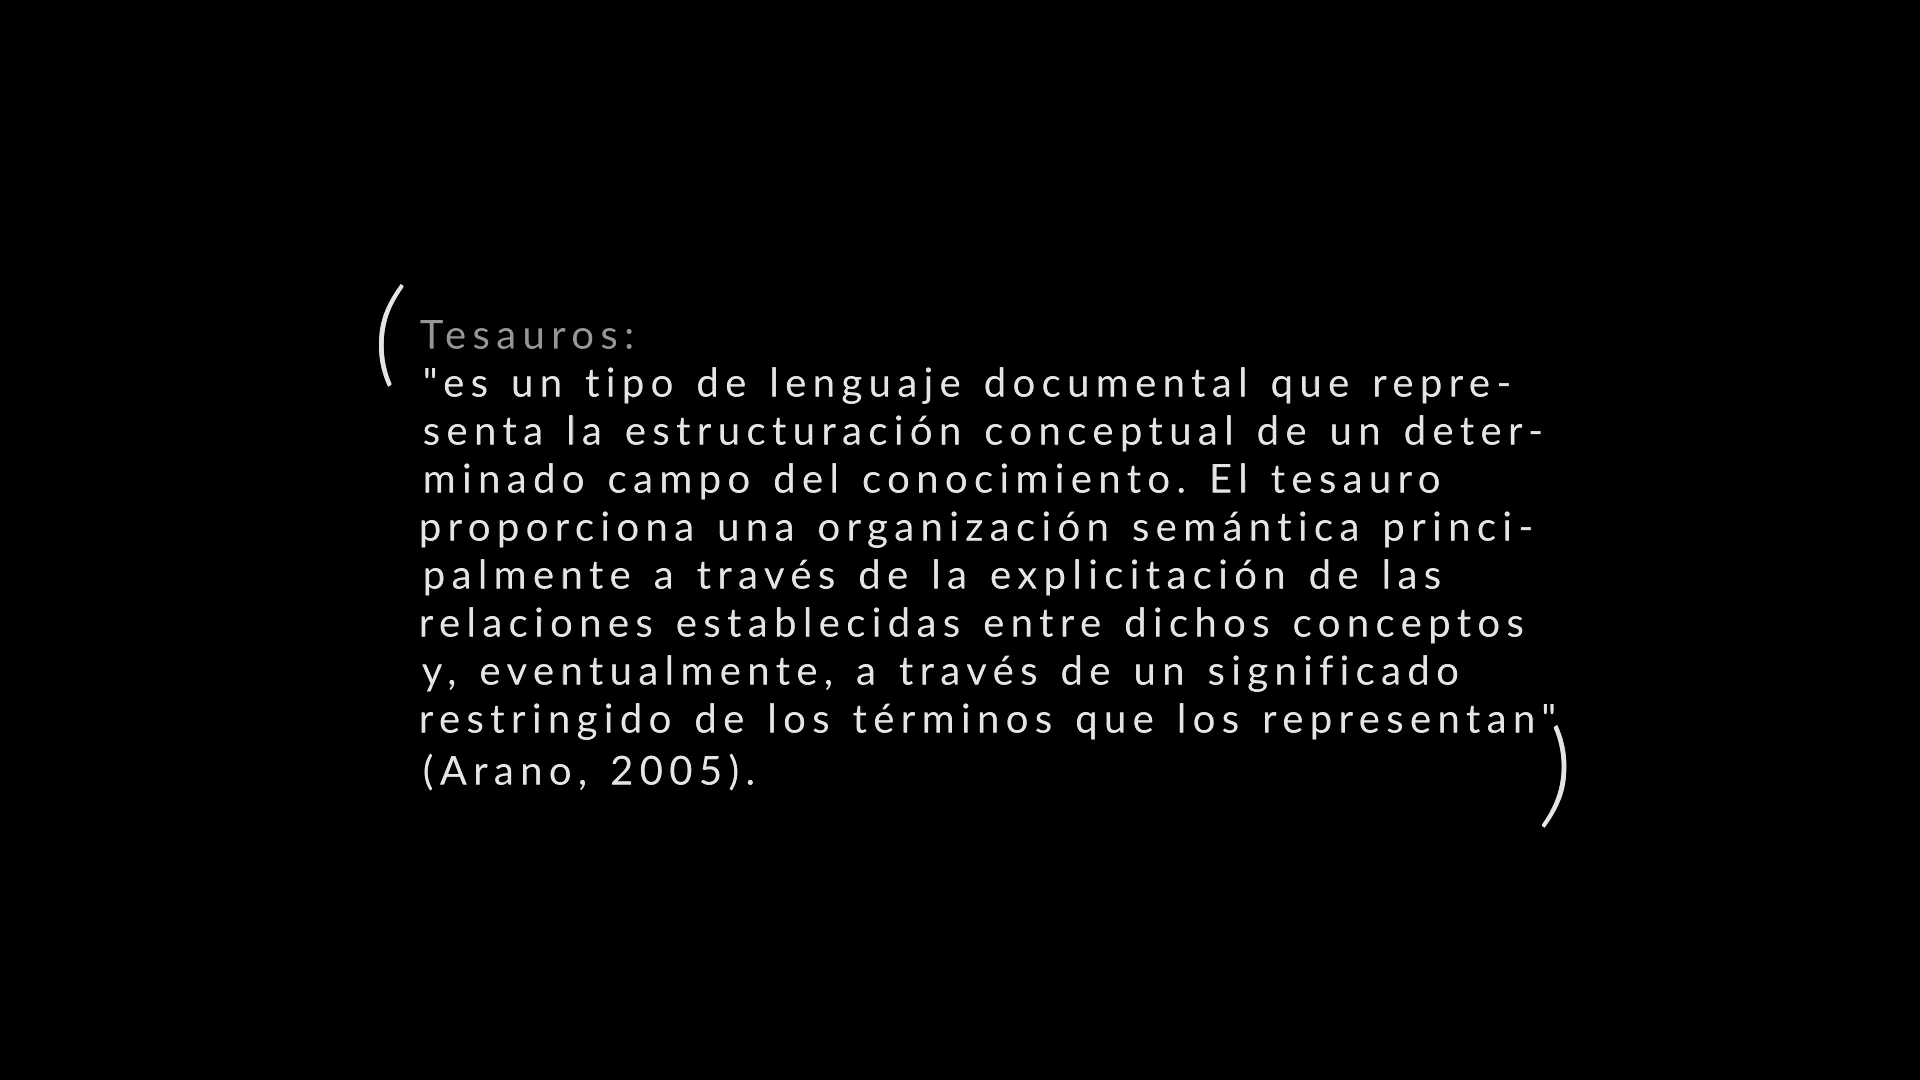 Tesauros:
"es un tipo de lenguaje documental que repre-
senta la estructuración conceptual de un deter-
minado campo del conocimiento. El tesauro
proporciona una organización semántica princi-
palmente a través de la explicitación de las
relaciones establecidas entre dichos conceptos
y, eventualmente, a través de un significado
restringido de los términos que los representan"
(Arano, 2005).